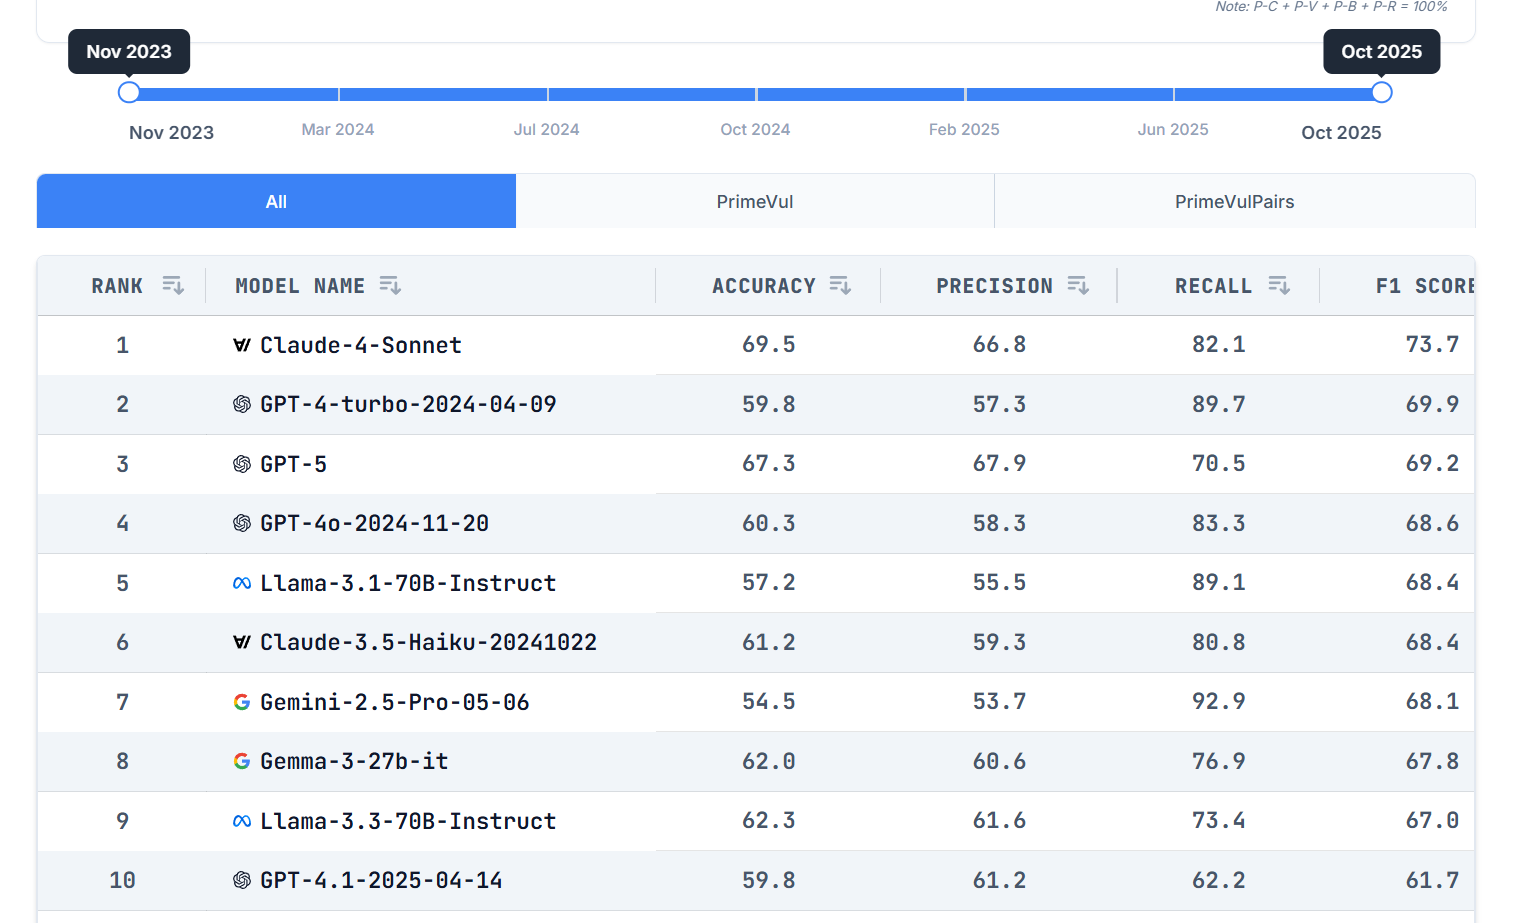 Note: P-C + P-V + P-B + P-R = 100%
Nov 2023 Oct 2025
Nov 2023 Mar 2024 Jul 2024 Oct 2024 Feb 2025 Jun 2025 Oct 2025
All PrimeVul PrimeVulPairs
RANK MODEL NAME ACCURACY PRECISION RECALL F1 SCORE
1 Claude-4-Sonnet 69.5 66.8 82.1 73.7
2 GPT-4-turbo-2024-04-09 59.8 57.3 89.7 69.9
3 GPT-5 67.3 67.9 70.5 69.2
4 GPT-4o-2024-11-20 60.3 58.3 83.3 68.6
5 Llama-3.1-70B-Instruct 57.2 55.5 89.1 68.4
6 Claude-3.5-Haiku-20241022 61.2 59.3 80.8 68.4
7 Gemini-2.5-Pro-05-06 54.5 53.7 92.9 68.1
8 Gemma-3-27b-it 62.0 60.6 76.9 67.8
9 Llama-3.3-70B-Instruct 62.3 61.6 73.4 67.0
10 GPT-4.1-2025-04-14 59.8 61.2 62.2 61.7